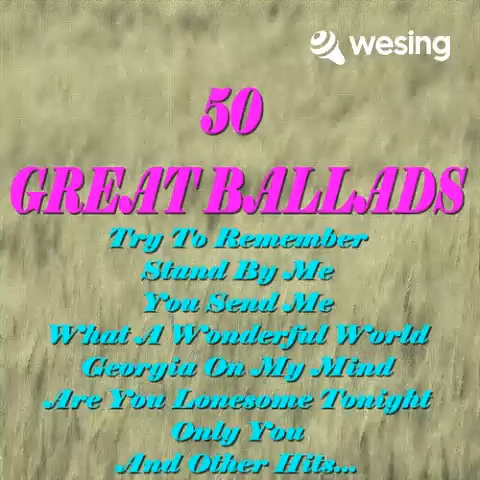 wesing
50
GREAT BALLADS
Try To Remember
Stand By Me
You Send Me
What A Wonderful World
Georgia On My Mind
Are You Lonesome Tonight
Only You
And Other Hits...